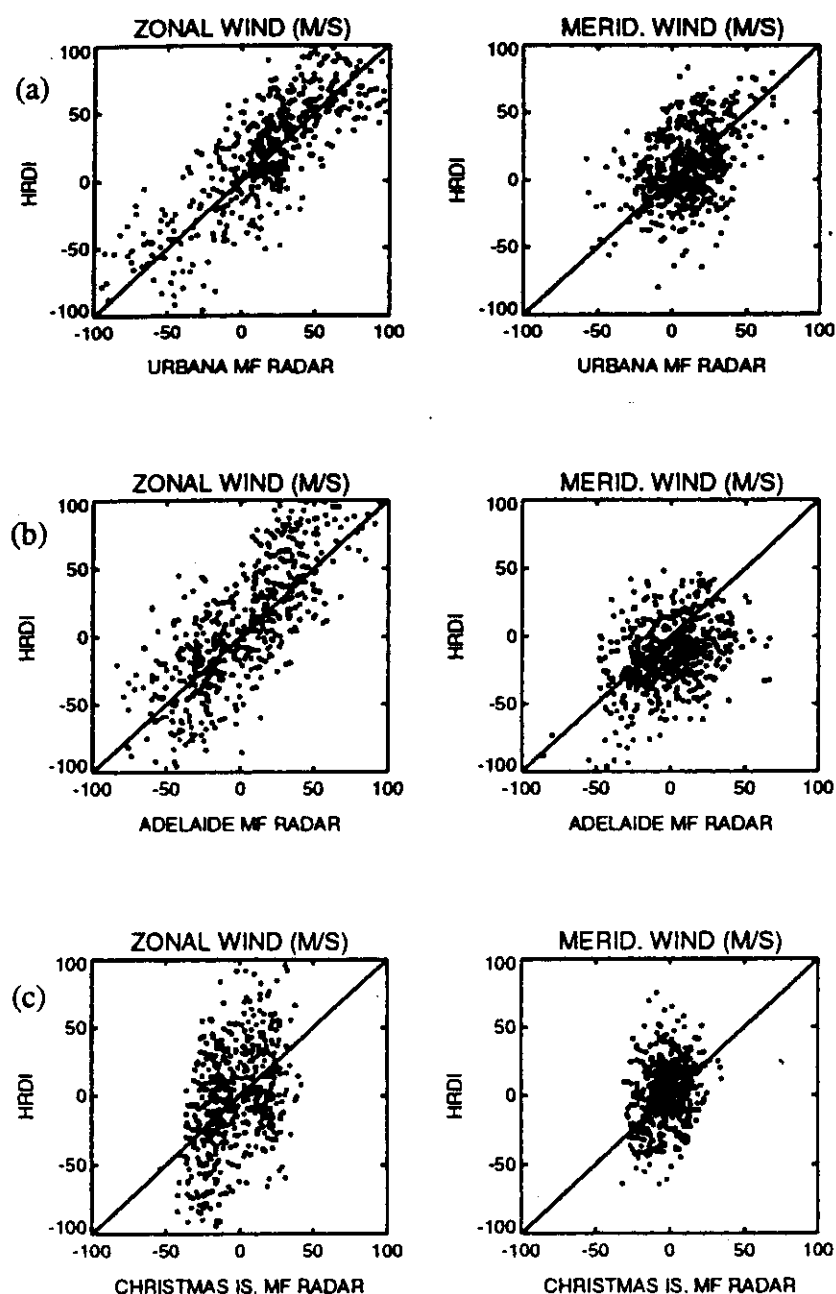 ZONAL WIND (M/S)
MERID. WIND (M/S)
(a)
100
50
0
-50
-100
HRDI
-100 -50 0 50 100
URBANA MF RADAR
100
50
0
-50
-100
HRDI
-100 -50 0 50 100
URBANA MF RADAR
ZONAL WIND (M/S)
MERID. WIND (M/S)
(b)
100
50
0
-50
-100
HRDI
-100 -50 0 50 100
ADELAIDE MF RADAR
100
50
0
-50
-100
HRDI
-100 -50 0 50 100
ADELAIDE MF RADAR
ZONAL WIND (M/S)
MERID. WIND (M/S)
(c)
100
50
0
-50
-100
HRDI
-100 -50 0 50 100
CHRISTMAS IS. MF RADAR
100
50
0
-50
-100
HRDI
-100 -50 0 50 100
CHRISTMAS IS. MF RADAR